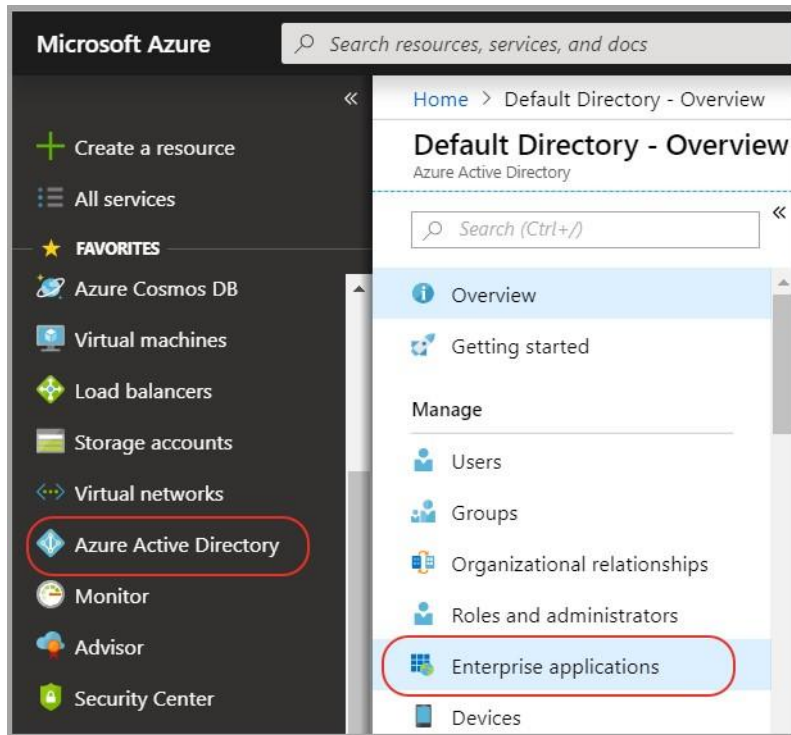 Microsoft Azure
Search resources, services, and docs
Create a resource
All services
FAVORITES
Azure Cosmos DB
Virtual machines
Load balancers
Storage accounts
Virtual networks
Azure Active Directory
Monitor
Advisor
Security Center
Home > Default Directory - Overview
Default Directory - Overview
Azure Active Directory
Search (Ctrl+/)
Overview
Getting started
Manage
Users
Groups
Organizational relationships
Roles and administrators
Enterprise applications
Devices